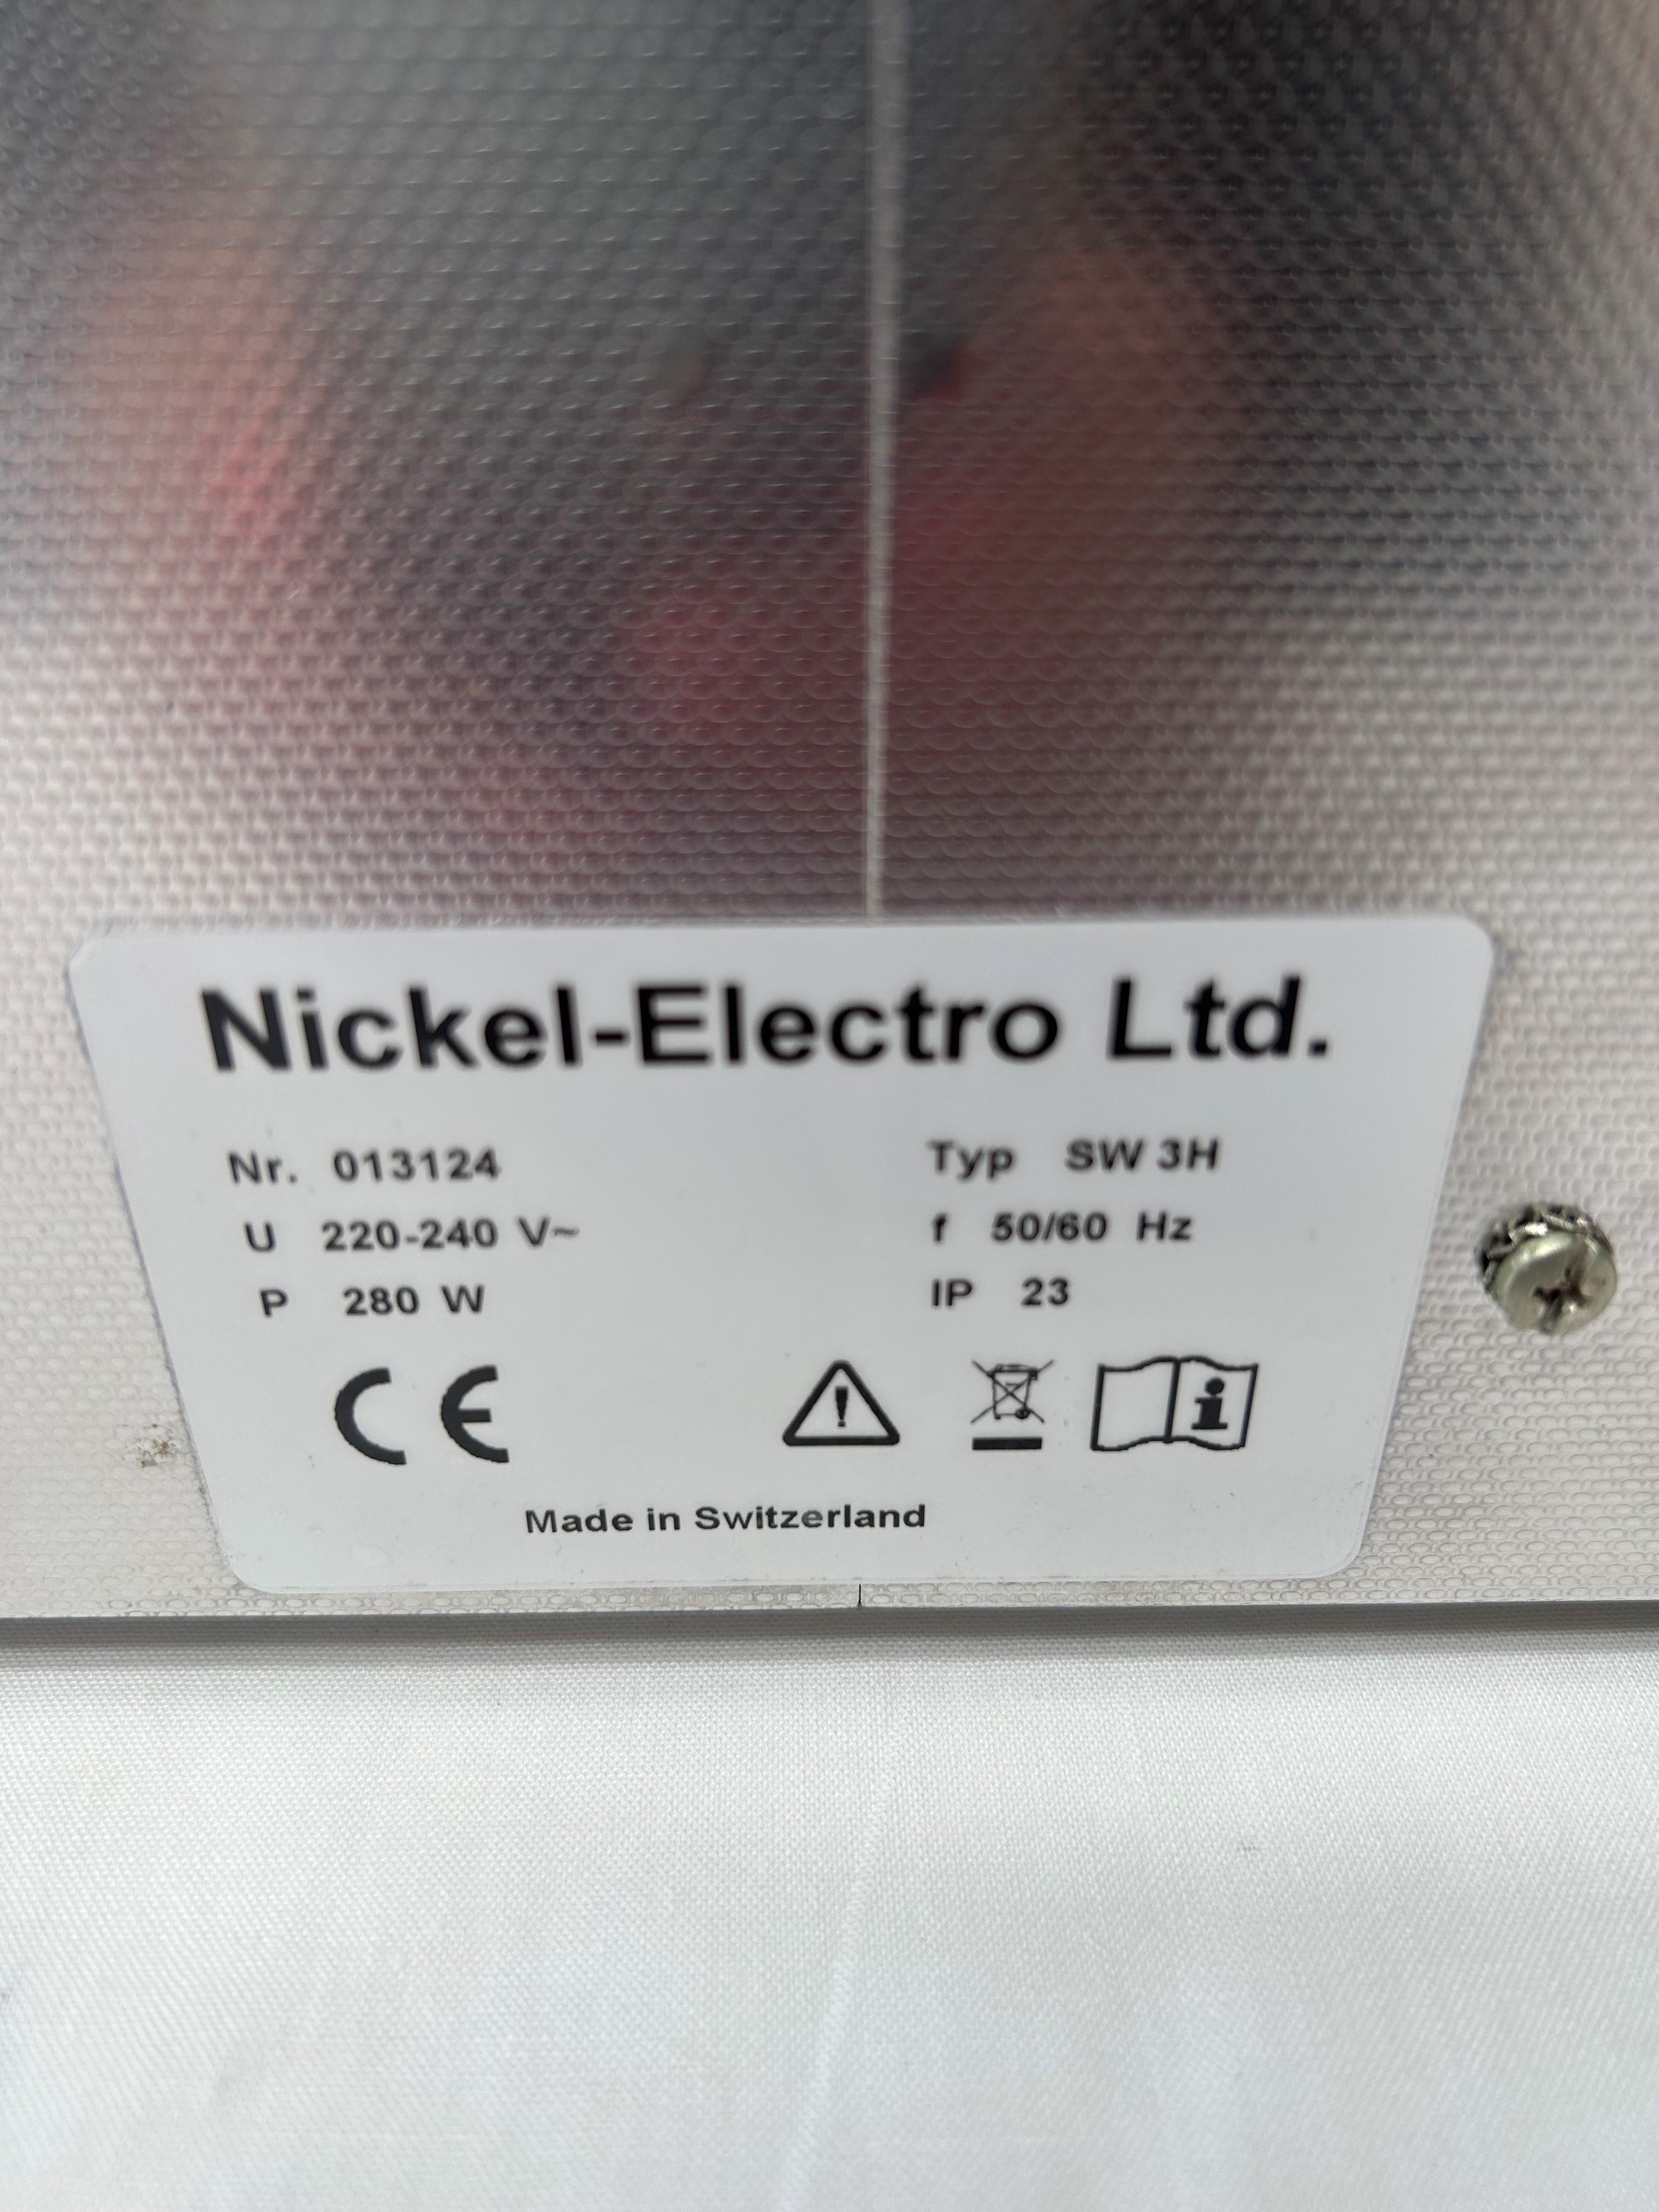 Nickel-Electro Ltd.
Nr. 013124 Typ SW 3H
U 220-240 V~ f 50/60 Hz
P 280 W IP 23
CE
Made in Switzerland